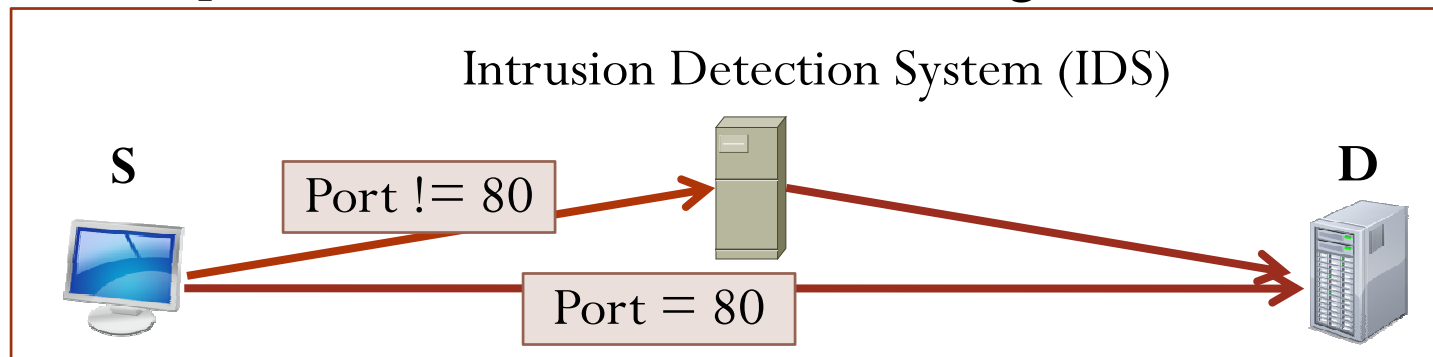 Intrusion Detection System (IDS)
S
D
Port != 80
Port = 80